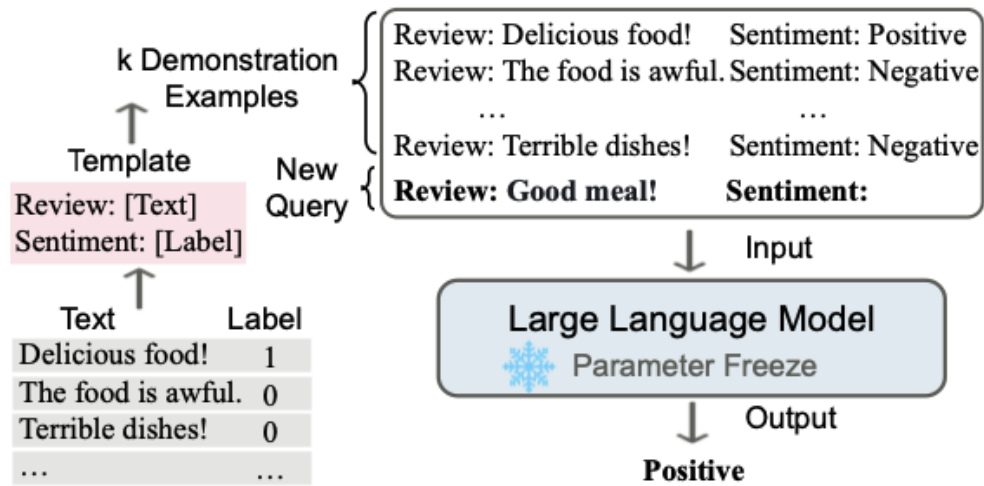 k Demonstration
Examples
Review: Delicious food! Sentiment: Positive
Review: The food is awful. Sentiment: Negative
... ...
Review: Terrible dishes! Sentiment: Negative
New
Query
Review: Good meal! Sentiment:
Template
Review: [Text]
Sentiment: [Label]
Text Label
Delicious food! 1
The food is awful. 0
Terrible dishes! 0
... ...
Input
Large Language Model
Parameter Freeze
Output
Positive